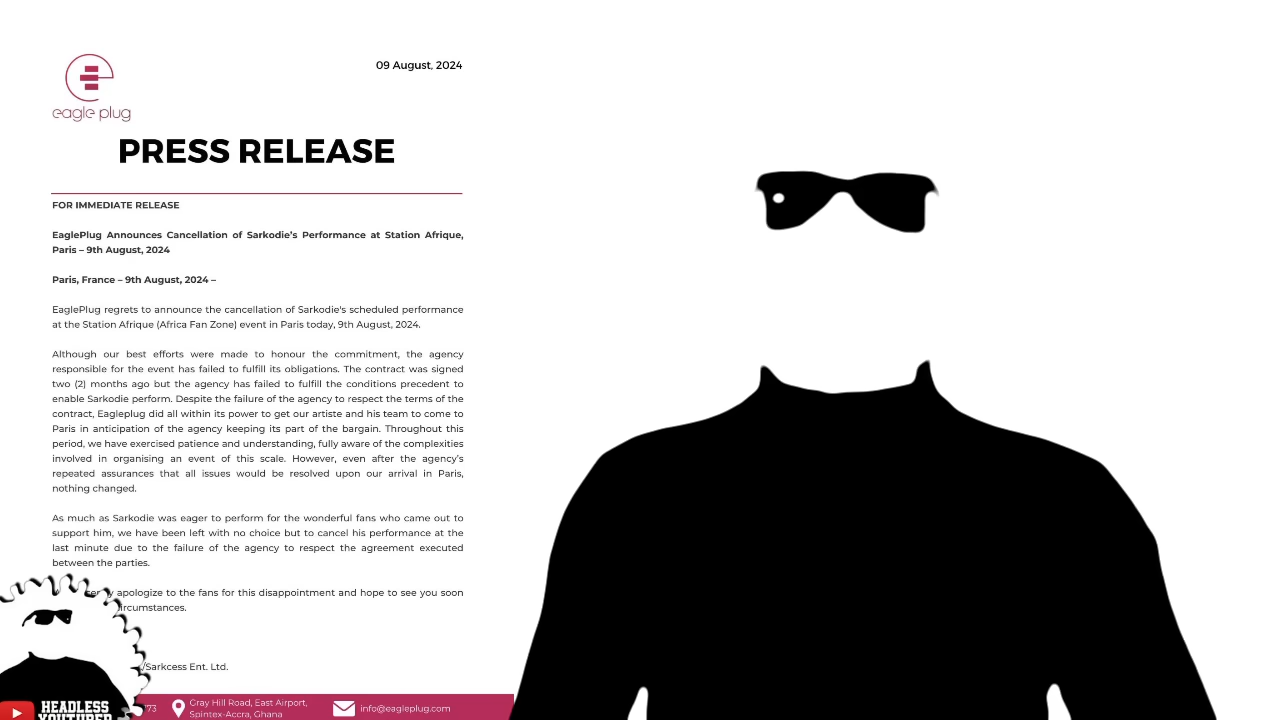 09 August, 2024
eagle plug
PRESS RELEASE
FOR IMMEDIATE RELEASE
EaglePlug Announces Cancellation of Sarkodie's Performance at Station Afrique,
Paris – 9th August, 2024
Paris, France – 9th August, 2024 –
EaglePlug regrets to announce the cancellation of Sarkodie's scheduled performance
at the Station Afrique (Africa Fan Zone) event in Paris today, 9th August, 2024.
Although our best efforts were made to honour the commitment, the agency
responsible for the event has failed to fulfill its obligations. The contract was signed
two (2) months ago but the agency has failed to fulfill the conditions precedent to
enable Sarkodie perform. Despite the failure of the agency to respect the terms of the
contract, Eagleplug did all within its power to get our artiste and his team to come to
Paris in anticipation of the agency keeping its part of the bargain. Throughout this
period, we have exercised patience and understanding, fully aware of the complexities
involved in organising an event of this scale. However, even after the agency's
repeated assurances that all issues would be resolved upon our arrival in Paris,
nothing changed.
As much as Sarkodie was eager to perform for the wonderful fans who came out to
support him, we have been left with no choice but to cancel his performance at the
last minute due to the failure of the agency to respect the agreement executed
between the parties.
apologize to the fans for this disappointment and hope to see you soon
/Sarkcess Ent. Ltd.
HEADLESS
YOUTUBER
73
Gray Hill Road, East Airport,
Spintex-Accra, Ghana
info@eagleplug.com